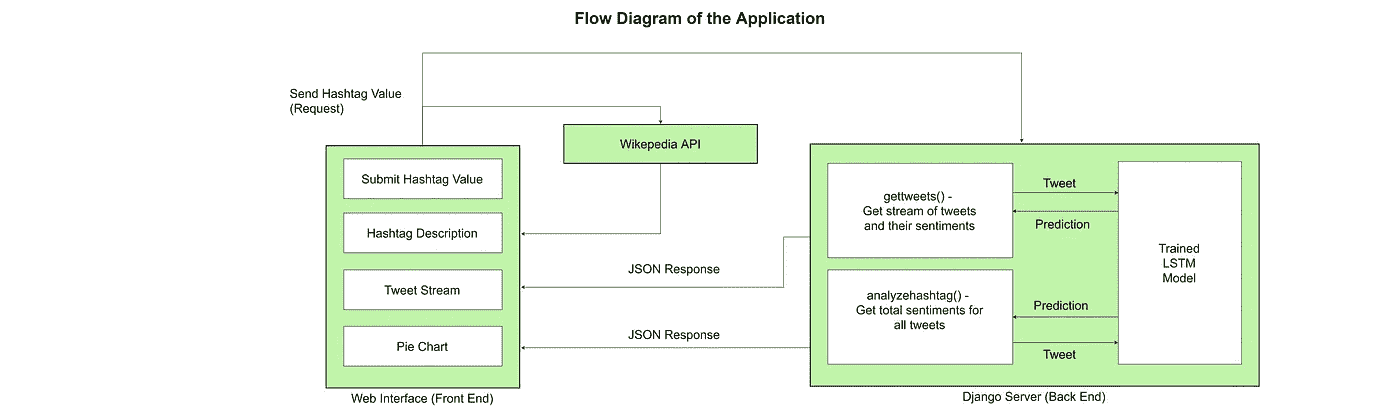 Flow Diagram of the Application
Send Hashtag Value
(Request)
Wikepedia API
Submit Hashtag Value
Hashtag Description
Tweet Stream
Pie Chart
Web Interface (Front End)
JSON Response
JSON Response
gettweets() -
Get stream of tweets
and their sentiments
analyzehashtag() -
Get total sentiments for
all tweets
Tweet
Prediction
Prediction
Tweet
Trained
LSTM
Model
Django Server (Back End)